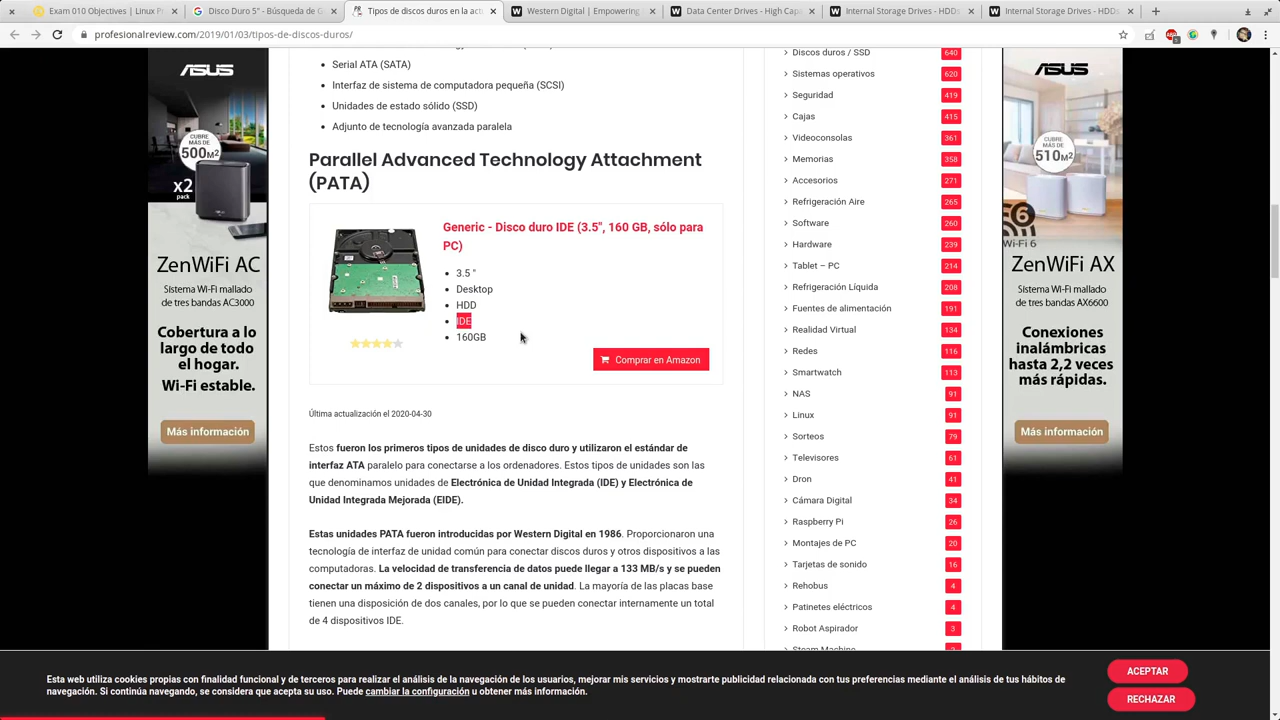 Exam 010 Objectives | Linux Pr
Disco Duro 5" - Búsqueda de G
Tipos de discos duros en la act
Western Digital | Empowering
Data Center Drives - High Cap
Internal Storage Drives - HDDs
Internal Storage Drives - HDDs
profesionalreview.com/2019/01/03/tipos-de-discos-duros/
ASUS
CUBRE MÁS DE
500M2
x2
pack
ZenWiFi AC
Sistema Wi-Fi mallado
de tres bandas AC3000
Cobertura a lo
largo de todo
el hogar.
Wi-Fi estable.
Más información
Serial ATA (SATA)
Interfaz de sistema de computadora pequeña (SCSI)
Unidades de estado sólido (SSD)
Adjunto de tecnología avanzada paralela
Parallel Advanced Technology Attachment
(PATA)
Generic - Disco duro IDE (3.5", 160 GB, sólo para
PC)
3.5 "
Desktop
HDD
IDE
160GB
Comprar en Amazon
Última actualización el 2020-04-30
Estos fueron los primeros tipos de unidades de disco duro y utilizaron el estándar de
interfaz ATA paralelo para conectarse a los ordenadores. Estos tipos de unidades son las
que denominamos unidades de Electrónica de Unidad Integrada (IDE) y Electrónica de
Unidad Integrada Mejorada (EIDE).
Estas unidades PATA fueron introducidas por Western Digital en 1986. Proporcionaron una
tecnología de interfaz de unidad común para conectar discos duros y otros dispositivos a las
computadoras. La velocidad de transferencia de datos puede llegar a 133 MB/s y se pueden
conectar un máximo de 2 dispositivos a un canal de unidad. La mayoría de las placas base
tienen una disposición de dos canales, por lo que se pueden conectar internamente un total
de 4 dispositivos IDE.
Discos duros / SSD 640
Sistemas operativos 620
Seguridad 419
Cajas 415
Videoconsolas 361
Memorias 358
Accesorios 271
Refrigeración Aire 265
Software 260
Hardware 239
Tablet – PC 214
Refrigeración Líquida 208
Fuentes de alimentación 191
Realidad Virtual 134
Redes 116
Smartwatch 113
NAS 91
Linux 91
Sorteos 79
Televisores 61
Dron 41
Cámara Digital 34
Raspberry Pi 26
Montajes de PC 20
Tarjetas de sonido 16
Rehobus 4
Patinetes eléctricos 4
Robot Aspirador 3
Steam Machine
ASUS
CUBRE MÁS DE
510M2
Wi-Fi 6
ZenWiFi AX
Sistema Wi-Fi mallado
de tres bandas AX6600
Conexiones
inalámbricas
hasta 2,2 veces
más rápidas.
Más información
Esta web utiliza cookies propias con finalidad funcional y de terceros para realizar el análisis de la navegación de los usuarios, mejorar mis servicios y mostrarte publicidad relacionada con tus preferencias mediante el análisis de tus hábitos de
navegación. Si continúa navegando, se considera que acepta su uso. Puede cambiar la configuración u obtener más información.
ACEPTAR
RECHAZAR